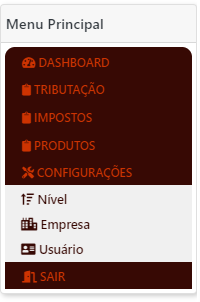 Menu Principal
DASHBOARD
TRIBUTAÇÃO
IMPOSTOS
PRODUTOS
CONFIGURAÇÕES
Nível
Empresa
Usuário
SAIR